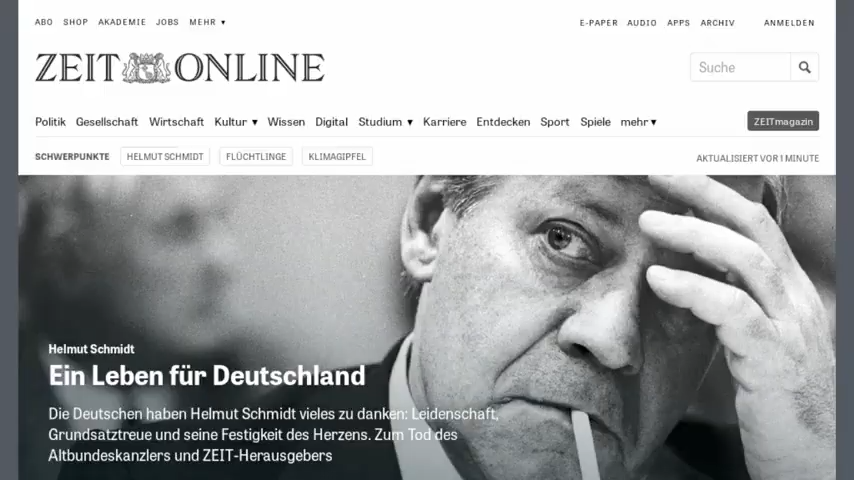 ABO SHOP AKADEMIE JOBS MEHR ▾ E-PAPER AUDIO APPS ARCHIV ANMELDEN
ZEIT ONLINE
Suche
Politik Gesellschaft Wirtschaft Kultur ▾ Wissen Digital Studium ▾ Karriere Entdecken Sport Spiele mehr ▾ ZEITmagazin
SCHWERPUNKTE HELMUT SCHMIDT FLÜCHTLINGE KLIMAGIPFEL AKTUALISIERT VOR 1 MINUTE
Helmut Schmidt
Ein Leben für Deutschland
Die Deutschen haben Helmut Schmidt vieles zu danken: Leidenschaft,
Grundsatztreue und seine Festigkeit des Herzens. Zum Tod des
Altbundeskanzlers und ZEIT-Herausgebers